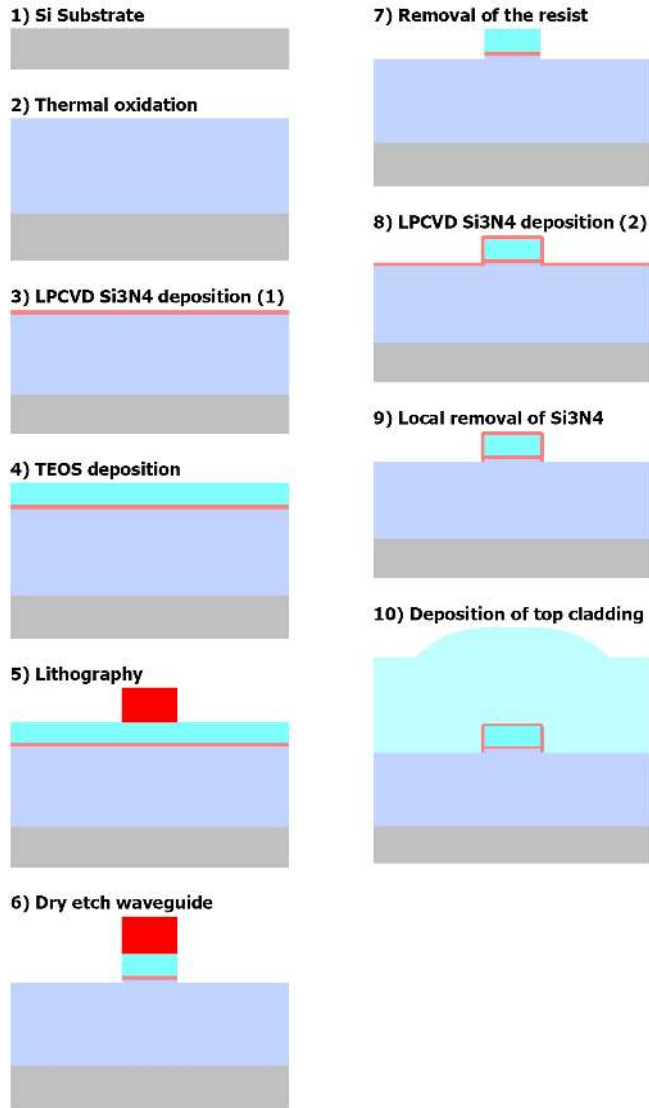 1) Si Substrate
2) Thermal oxidation
3) LPCVD Si3N4 deposition (1)
4) TEOS deposition
5) Lithography
6) Dry etch waveguide
7) Removal of the resist
8) LPCVD Si3N4 deposition (2)
9) Local removal of Si3N4
10) Deposition of top cladding